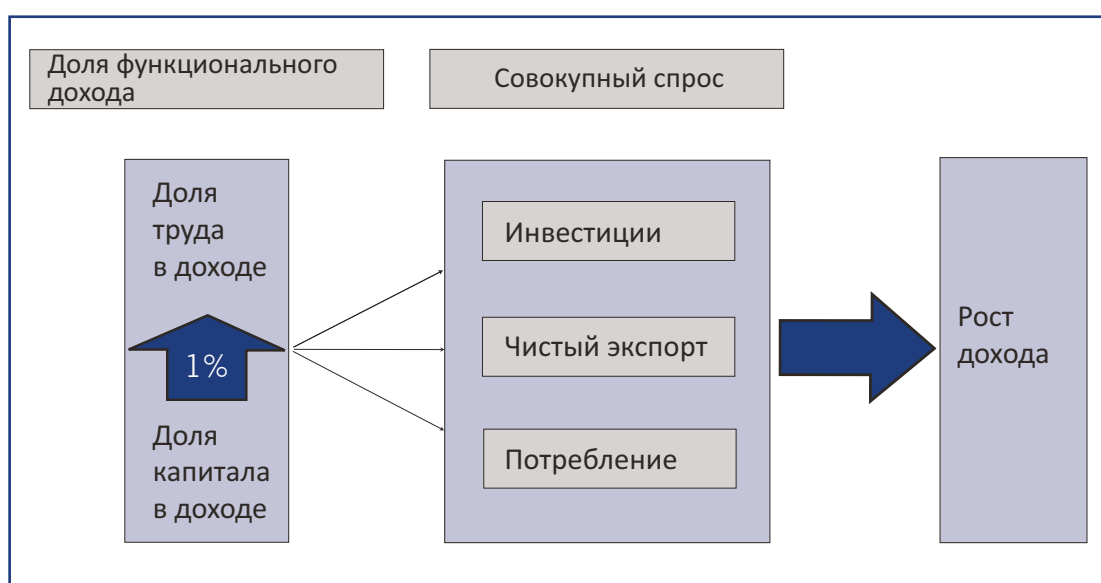 Доля функционального
дохода
Совокупный спрос
Доля
труда
в доходе
1%
Доля
капитала
в доходе
Инвестиции
Чистый экспорт
Потребление
Рост
дохода